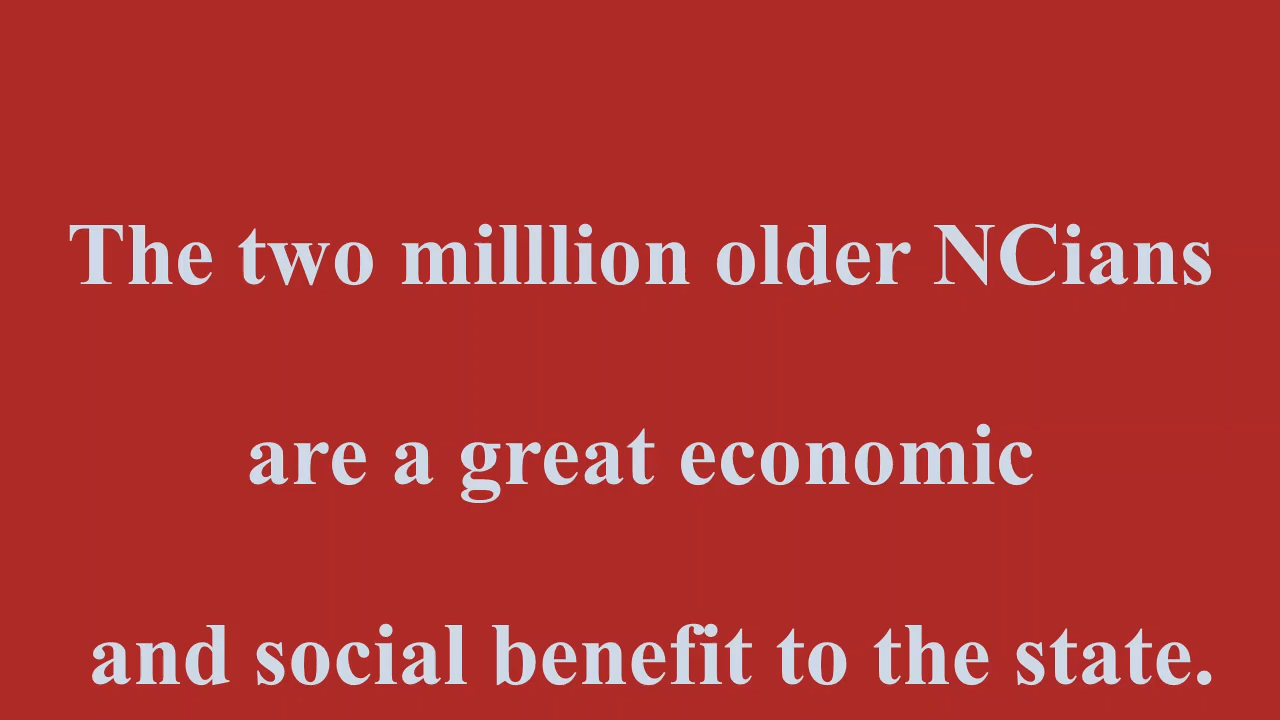 The two milllion older NCians
are a great economic
and social benefit to the state.